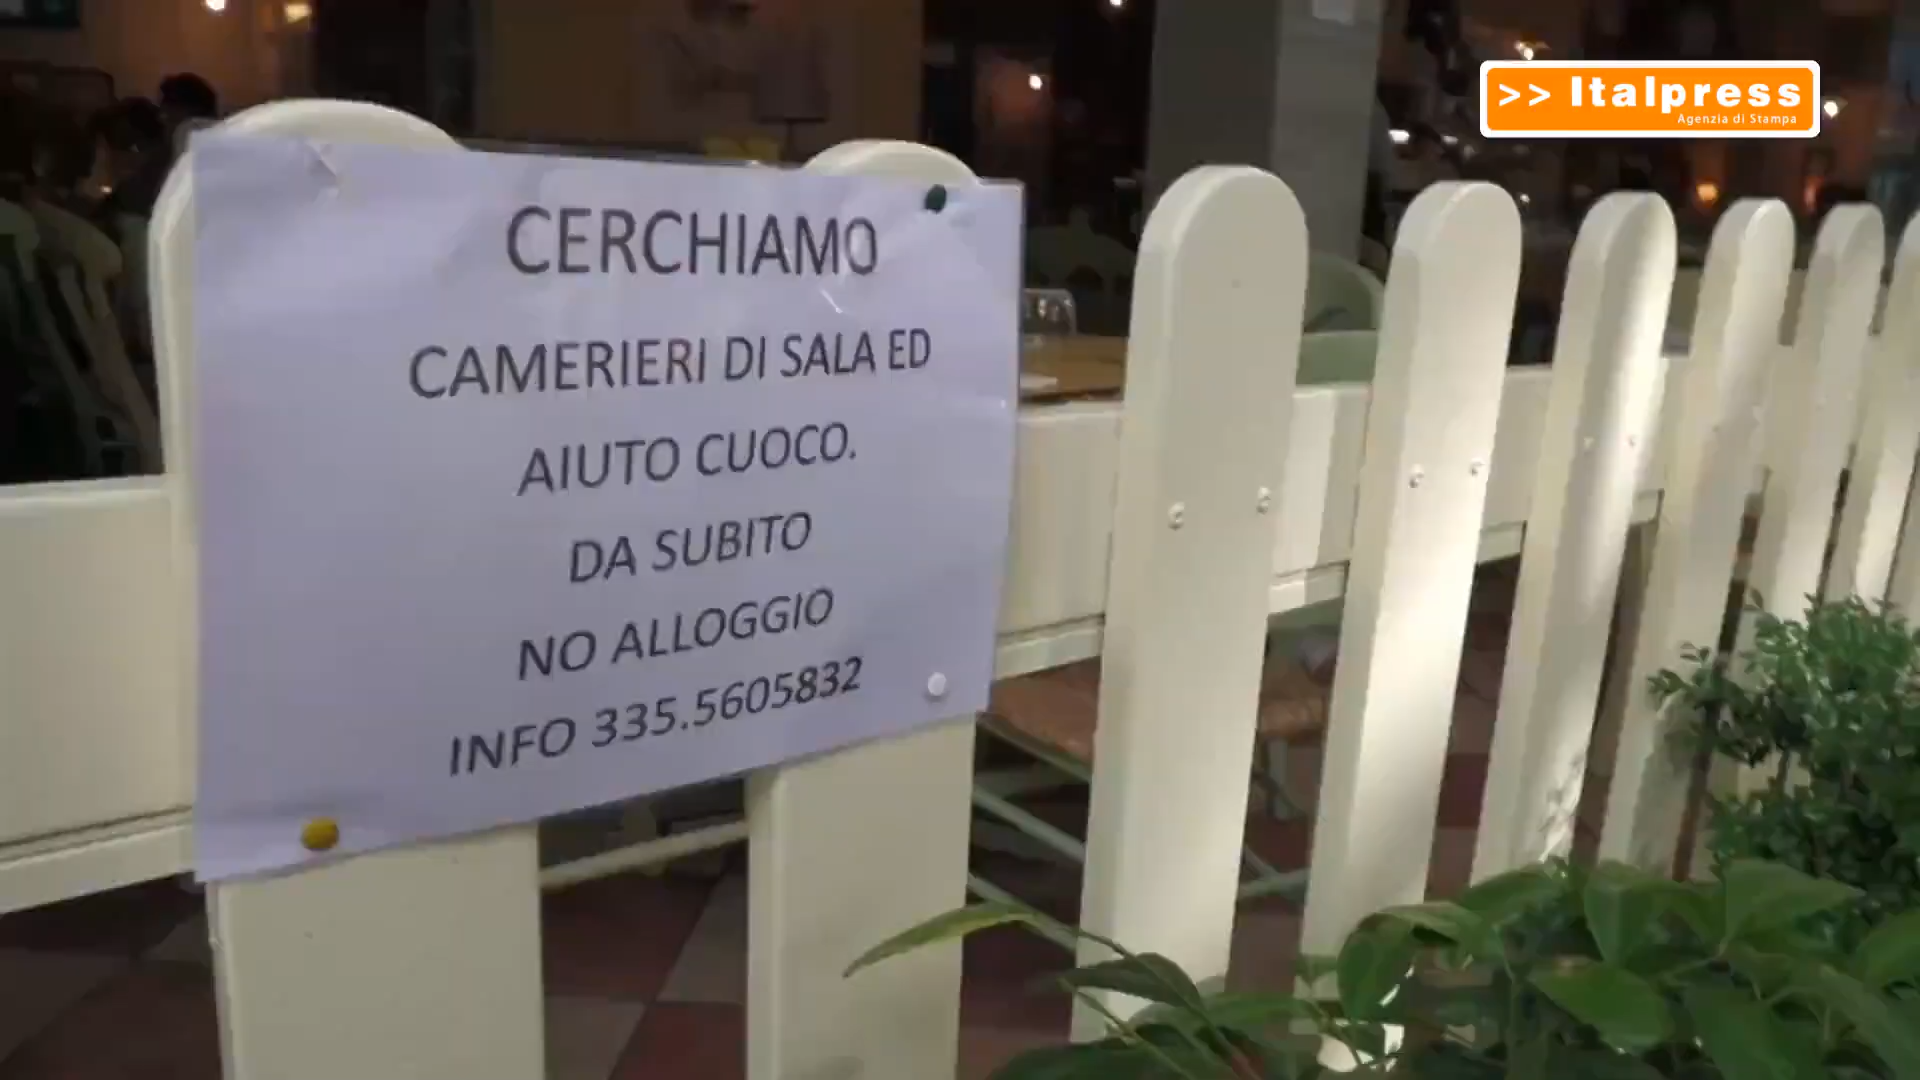 >> Italpress
Agenzia di Stampa
CERCHIAMO
CAMERIERI DI SALA ED
AIUTO CUOCO.
DA SUBITO
NO ALLOGGIO
INFO 335.5605832